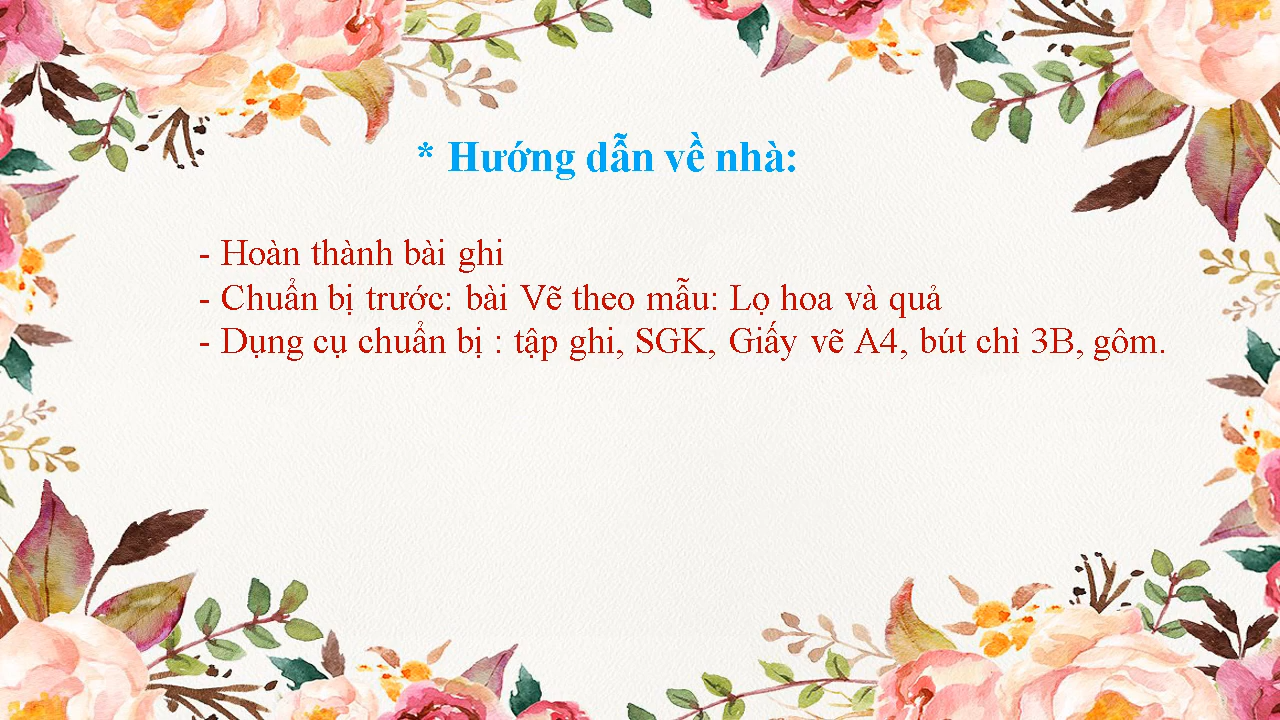 * Hướng dẫn về nhà:
- Hoàn thành bài ghi
- Chuẩn bị trước: bài Vẽ theo mẫu: Lọ hoa và quả
- Dụng cụ chuẩn bị : tập ghi, SGK, Giấy vẽ A4, bút chì 3B, gôm.